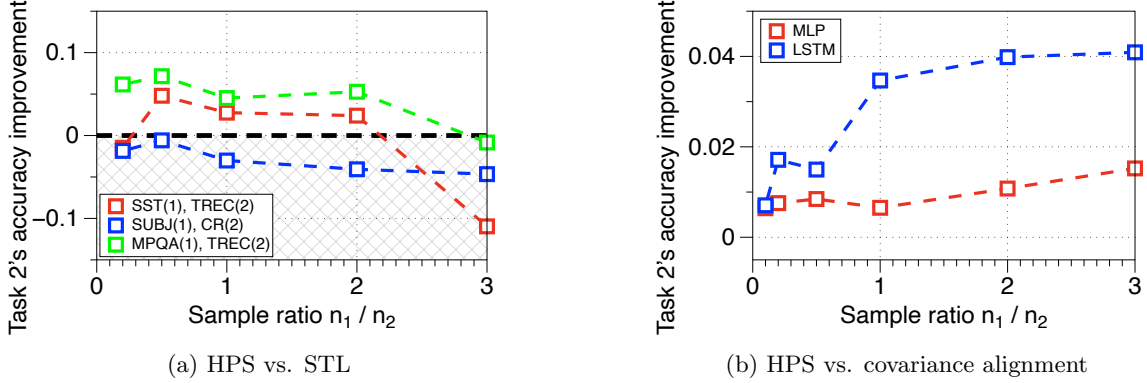 Task 2's accuracy improvement
0.1
0
−0.1
SST(1), TREC(2)
SUBJ(1), CR(2)
MPQA(1), TREC(2)
0 1 2 3
Sample ratio n₁ / n₂
(a) HPS vs. STL
Task 2's accuracy improvement
0.04
0.02
0
MLP
LSTM
0 1 2 3
Sample ratio n₁ / n₂
(b) HPS vs. covariance alignment